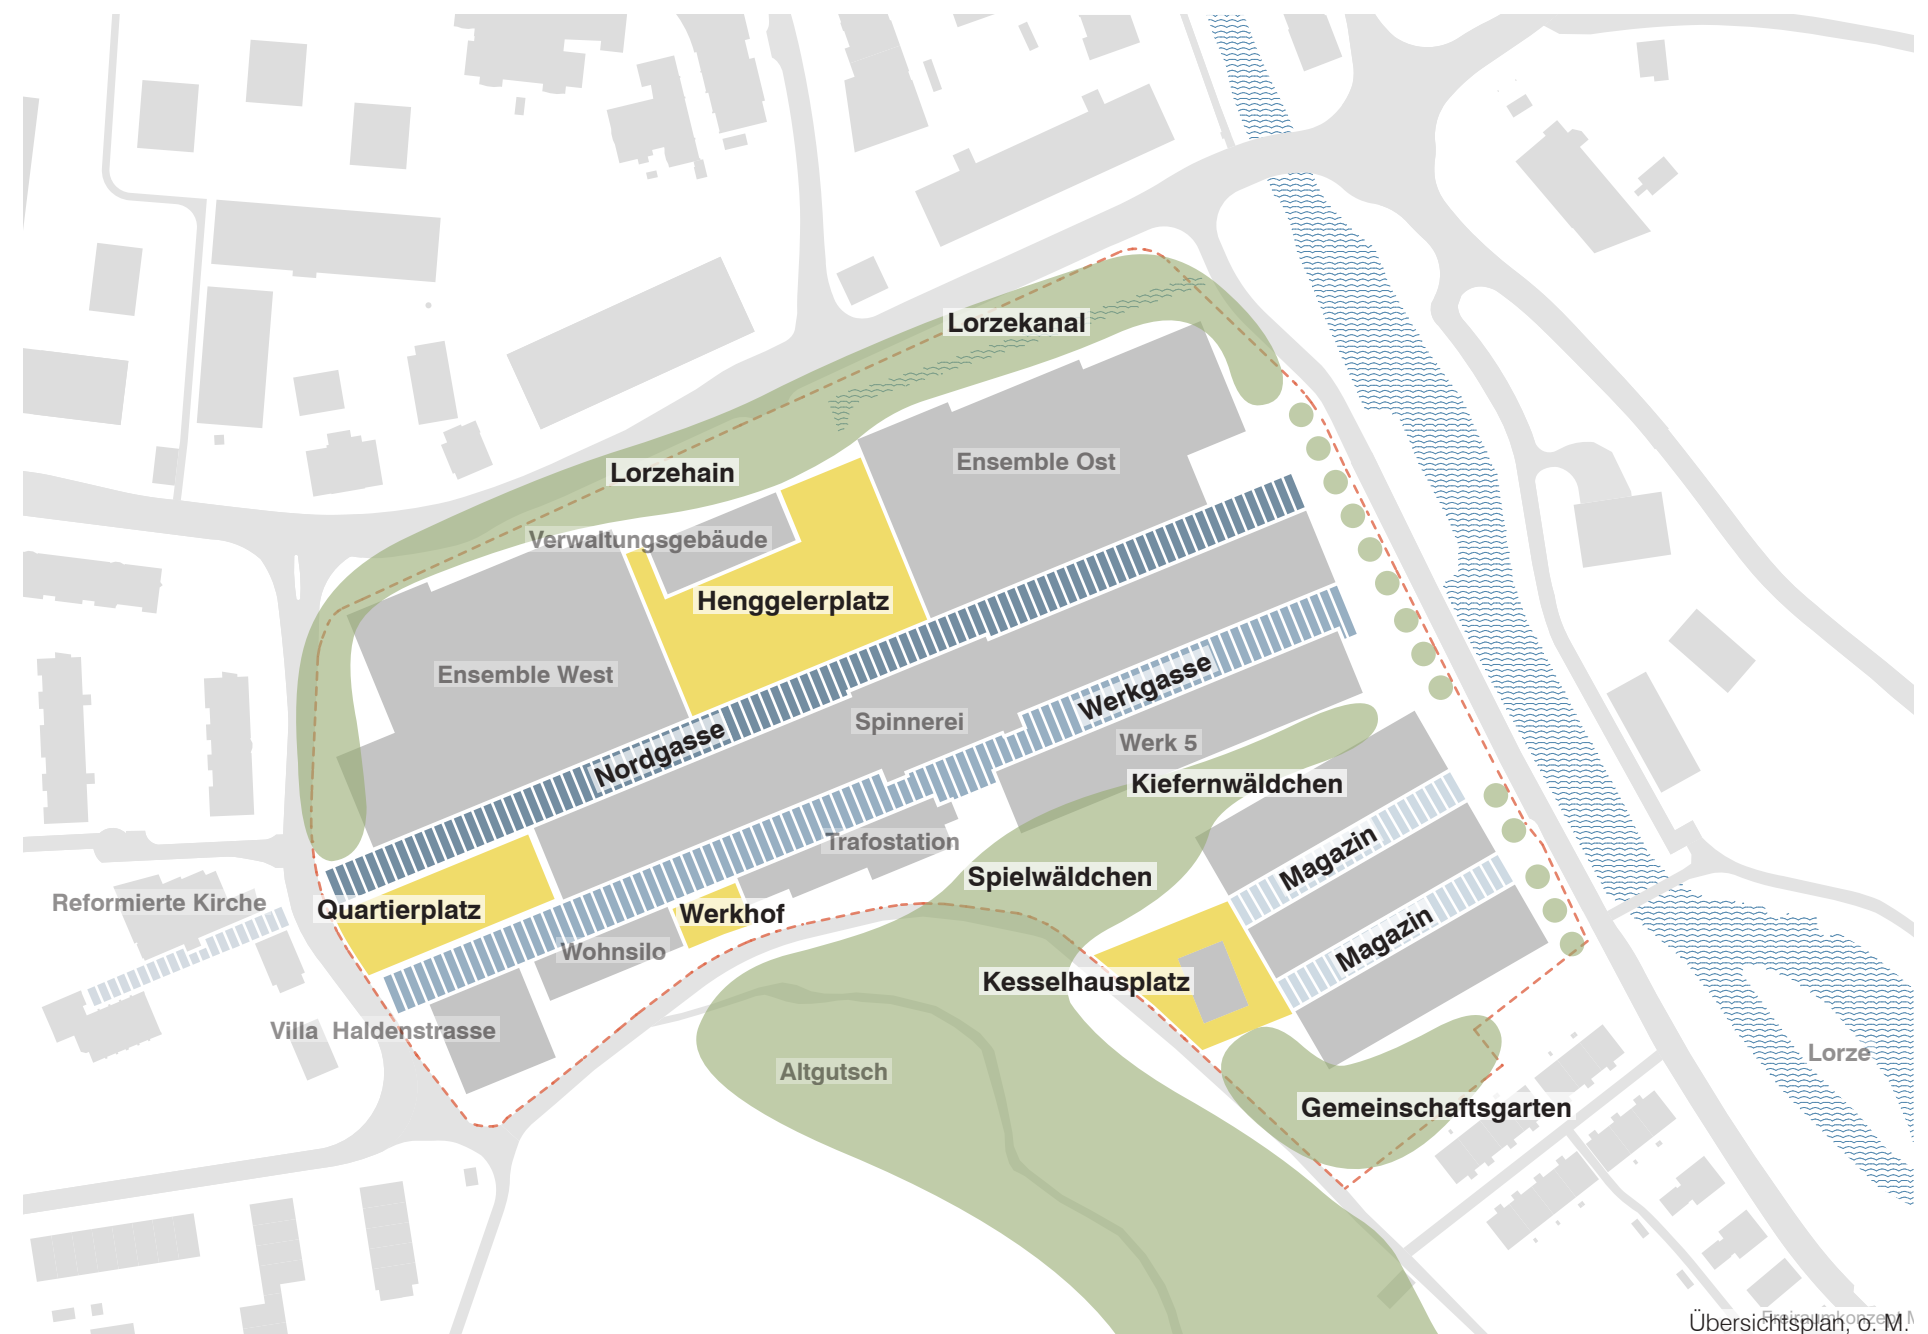 Lorzekanal
Ensemble Ost
Lorzehain
Verwaltungsgebäude
Henggelerplatz
Ensemble West
Werkgasse
Spinnerei
Nordgasse
Werk 5
Kiefernwäldchen
Trafostation
Magazin
Spielwäldchen
Reformierte Kirche
Quartierplatz
Werkhof
Magazin
Wohnsilo
Kesselhausplatz
Villa Haldenstrasse
Lorze
Altgutsch
Gemeinschaftsgarten
Freiraumkonzept M
Übersichtsplan, o. M.